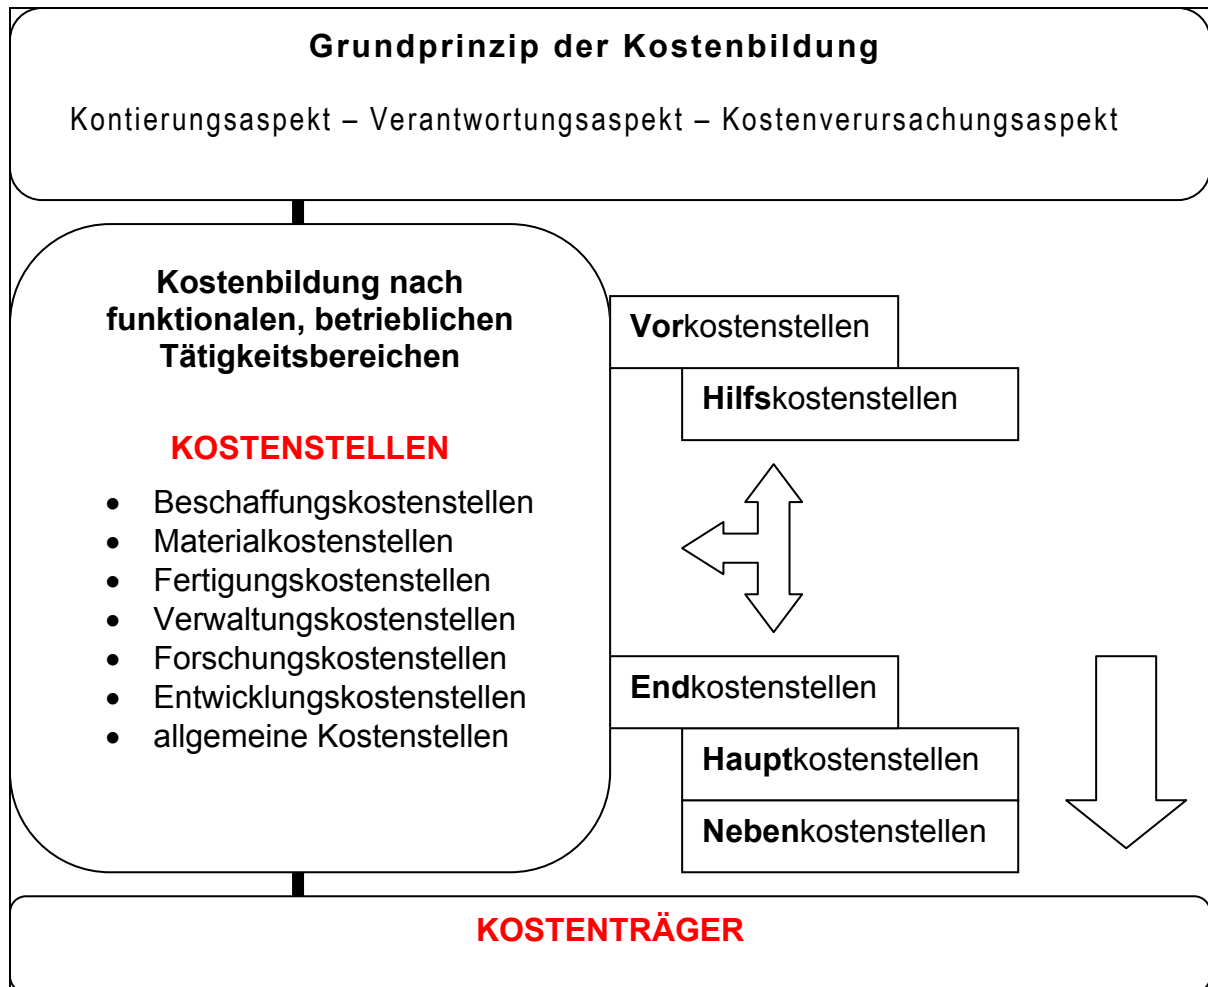 Grundprinzip der Kostenbildung
Kontierungsaspekt – Verantwortungsaspekt – Kostenverursachungsaspekt
Kostenbildung nach
funktionalen, betrieblichen
Tätigkeitsbereichen
KOSTENSTELLEN
• Beschaffungskostenstellen
• Materialkostenstellen
• Fertigungskostenstellen
• Verwaltungskostenstellen
• Forschungskostenstellen
• Entwicklungskostenstellen
• allgemeine Kostenstellen
Vorkostenstellen
Hilfskostenstellen
Endkostenstellen
Hauptkostenstellen
Nebenkostenstellen
KOSTENTRÄGER